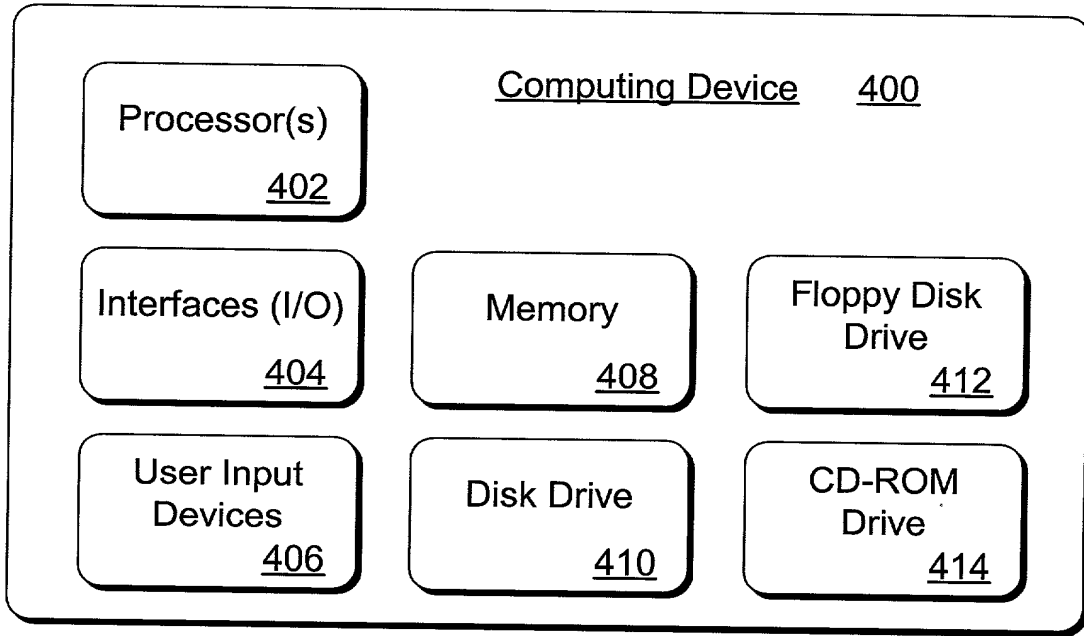 Computing Device 400
Processor(s)
402
Interfaces (I/O)
404
Memory
408
Floppy Disk
Drive
412
User Input
Devices
406
Disk Drive
410
CD-ROM
Drive
414